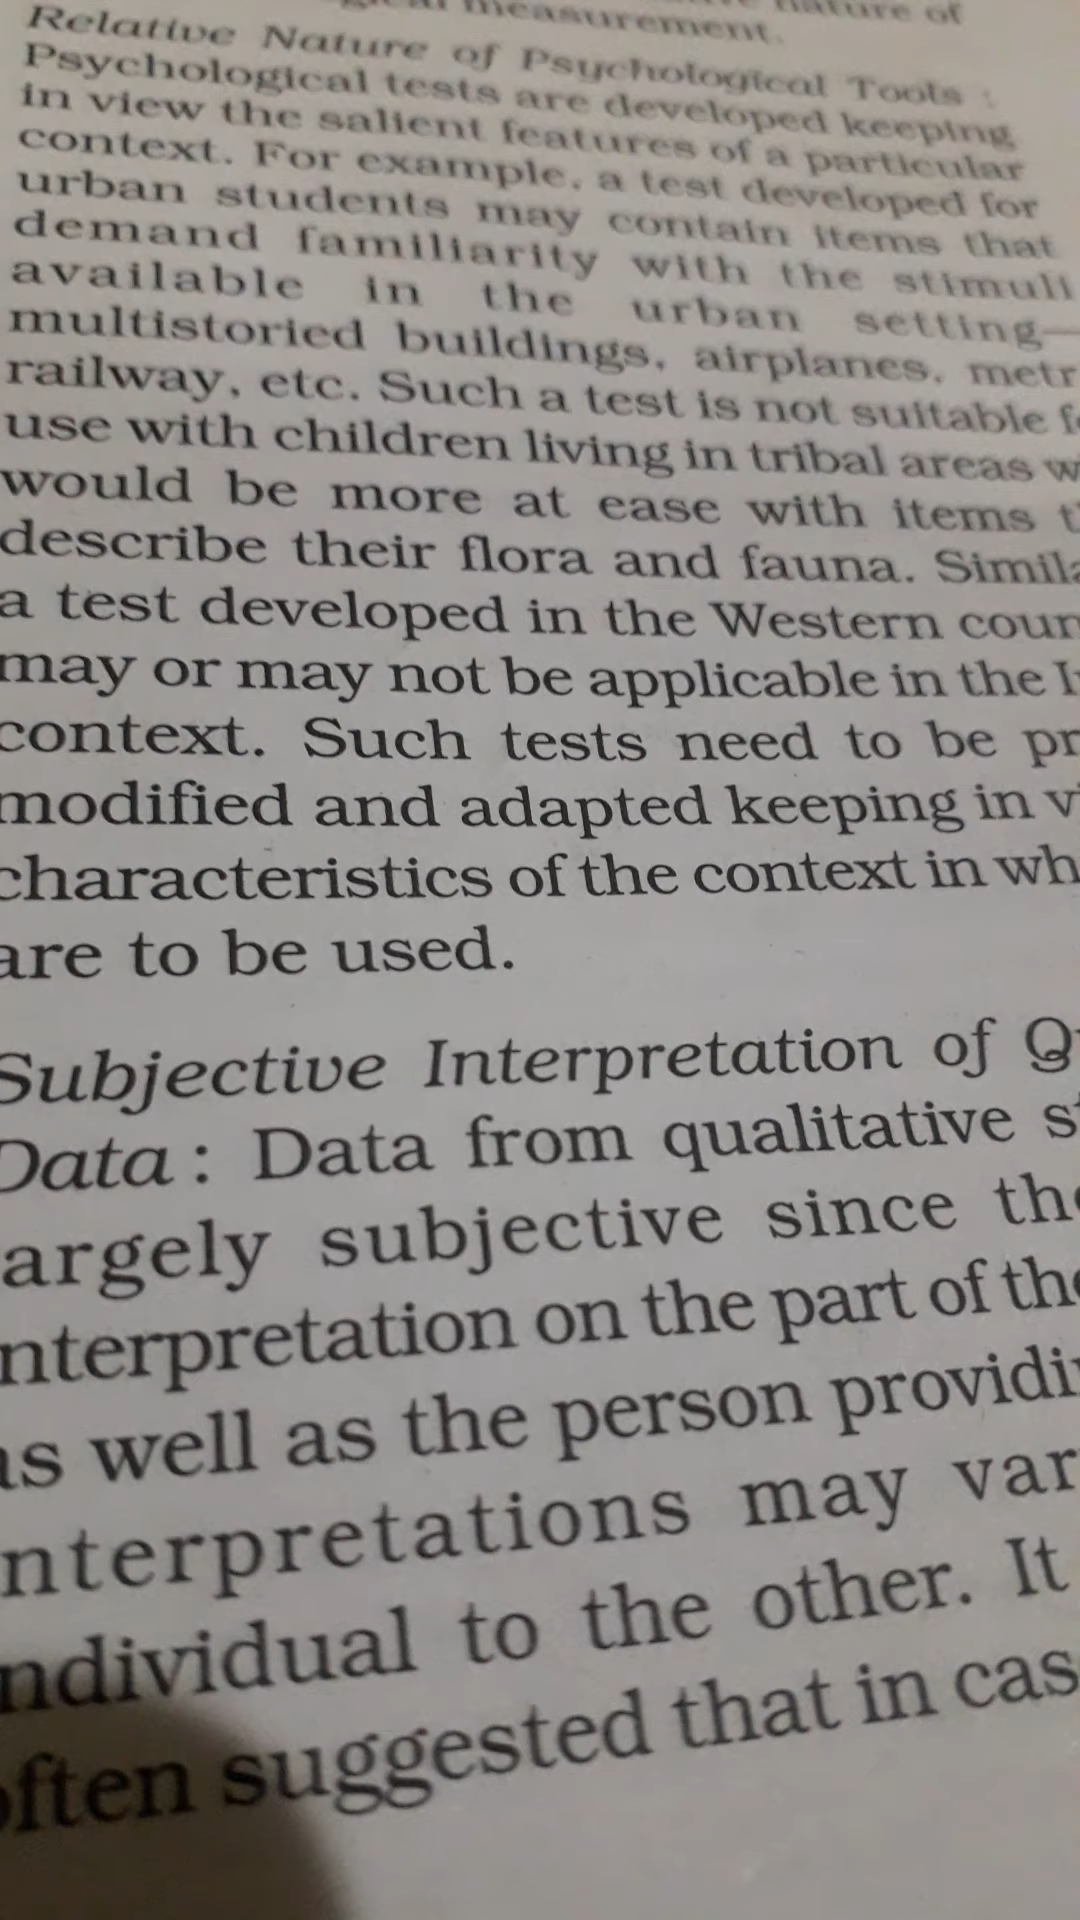 measurement.
nature of
Relative Nature of Psychological Tools :
Psychological tests are developed keeping
in view the salient features of a particular
context. For example, a test developed for
urban students may contain items that
demand familiarity with the stimuli
available in the urban setting—
multistoried buildings, airplanes, metr
railway, etc. Such a test is not suitable f
use with children living in tribal areas w
would be more at ease with items t
describe their flora and fauna. Simila
a test developed in the Western coun
may or may not be applicable in the I
context. Such tests need to be pr
modified and adapted keeping in v
characteristics of the context in wh
are to be used.
Subjective Interpretation of Q
Data : Data from qualitative s
argely subjective since the
nterpretation on the part of the
as well as the person providi
nterpretations may var
ndividual to the other. It
often suggested that in cas